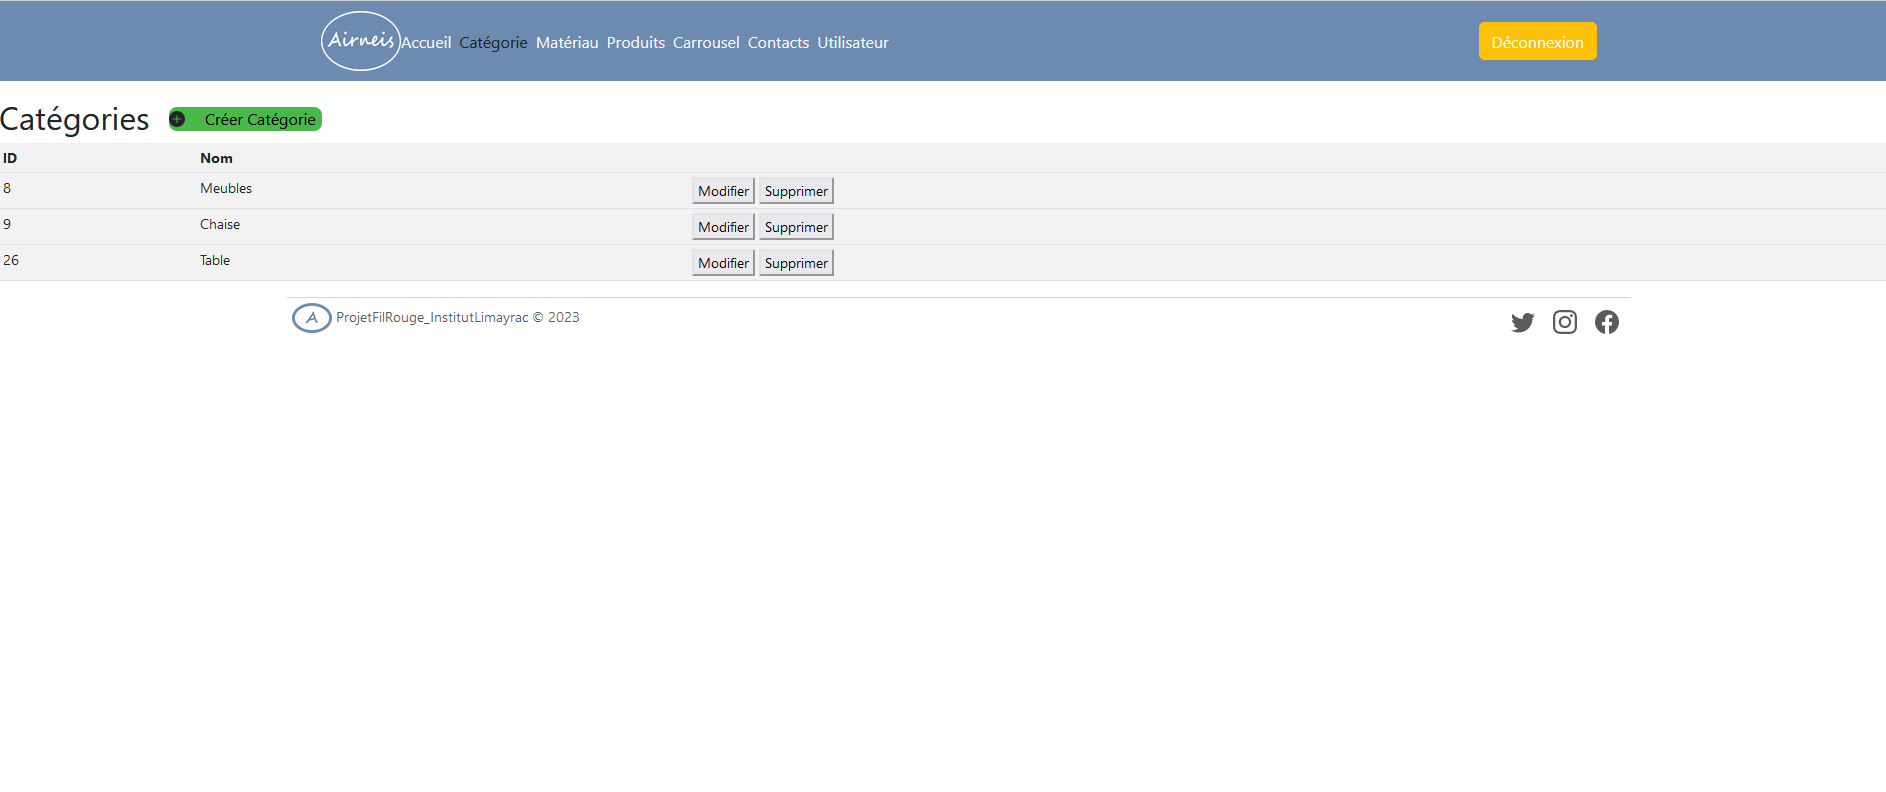 Airneis Accueil Catégorie Matériau Produits Carrousel Contacts Utilisateur Déconnexion
Catégories Créer Catégorie
ID Nom
8 Meubles Modifier Supprimer
9 Chaise Modifier Supprimer
26 Table Modifier Supprimer
A ProjetFilRouge_InstitutLimayrac © 2023